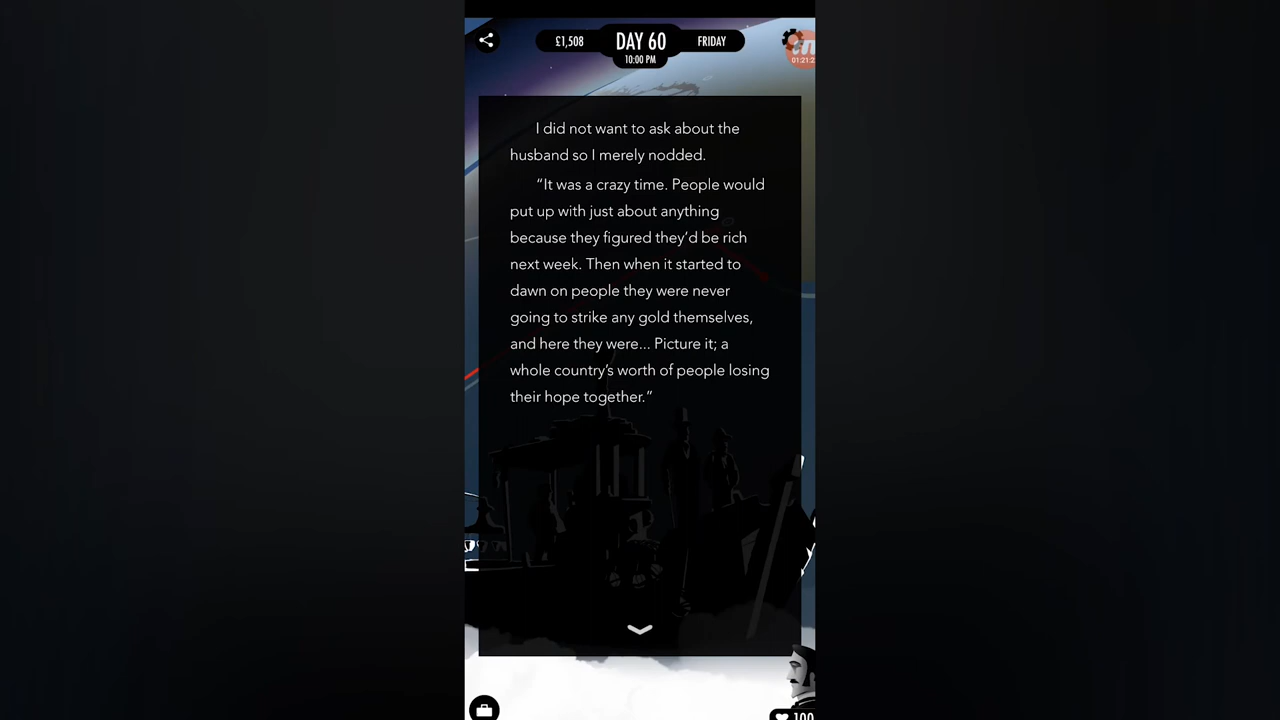 £1,508
DAY 60
FRIDAY
10:00 PM
I did not want to ask about the
husband so I merely nodded.
“It was a crazy time. People would
put up with just about anything
because they figured they’d be rich
next week. Then when it started to
dawn on people they were never
going to strike any gold themselves,
and here they were... Picture it; a
whole country’s worth of people losing
their hope together.”
100